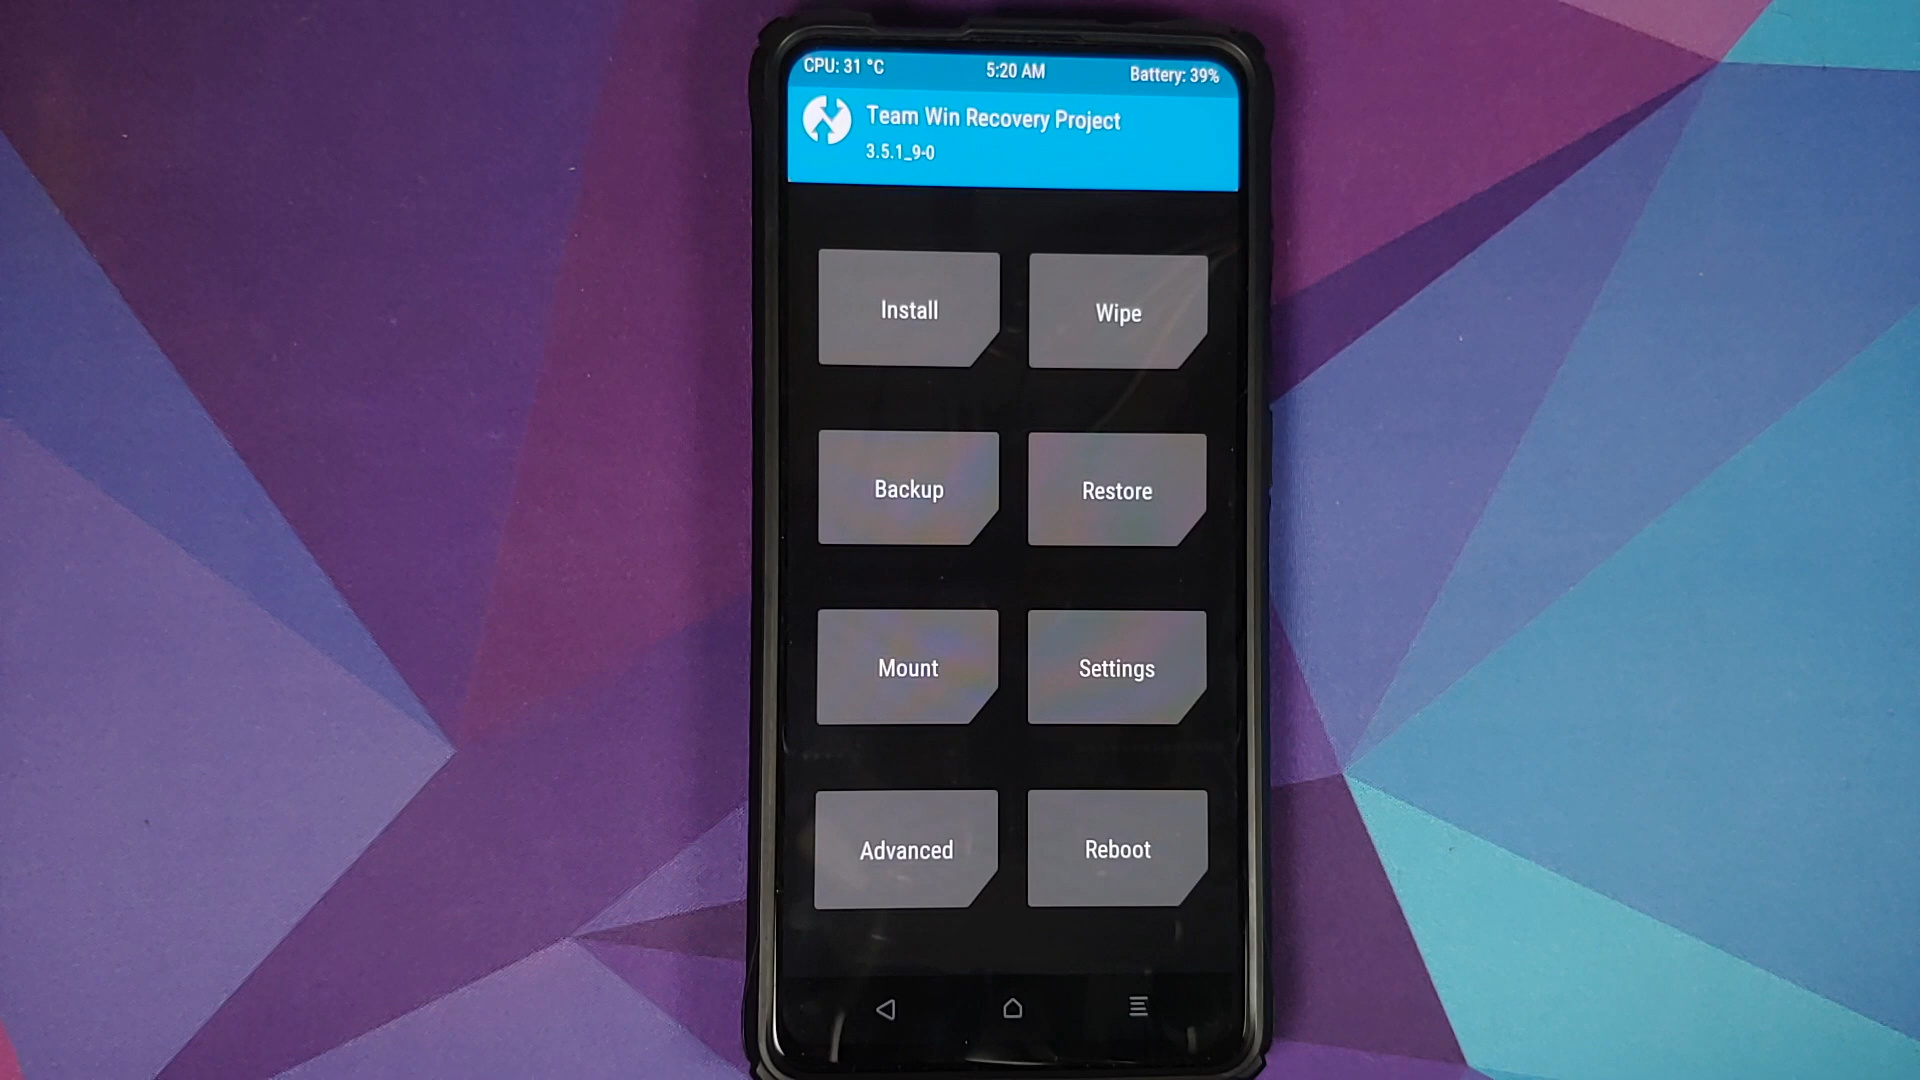 CPU: 31 °C 5:20 AM Battery: 39%
Team Win Recovery Project
3.5.1_9-0
Install Wipe
Backup Restore
Mount Settings
Advanced Reboot